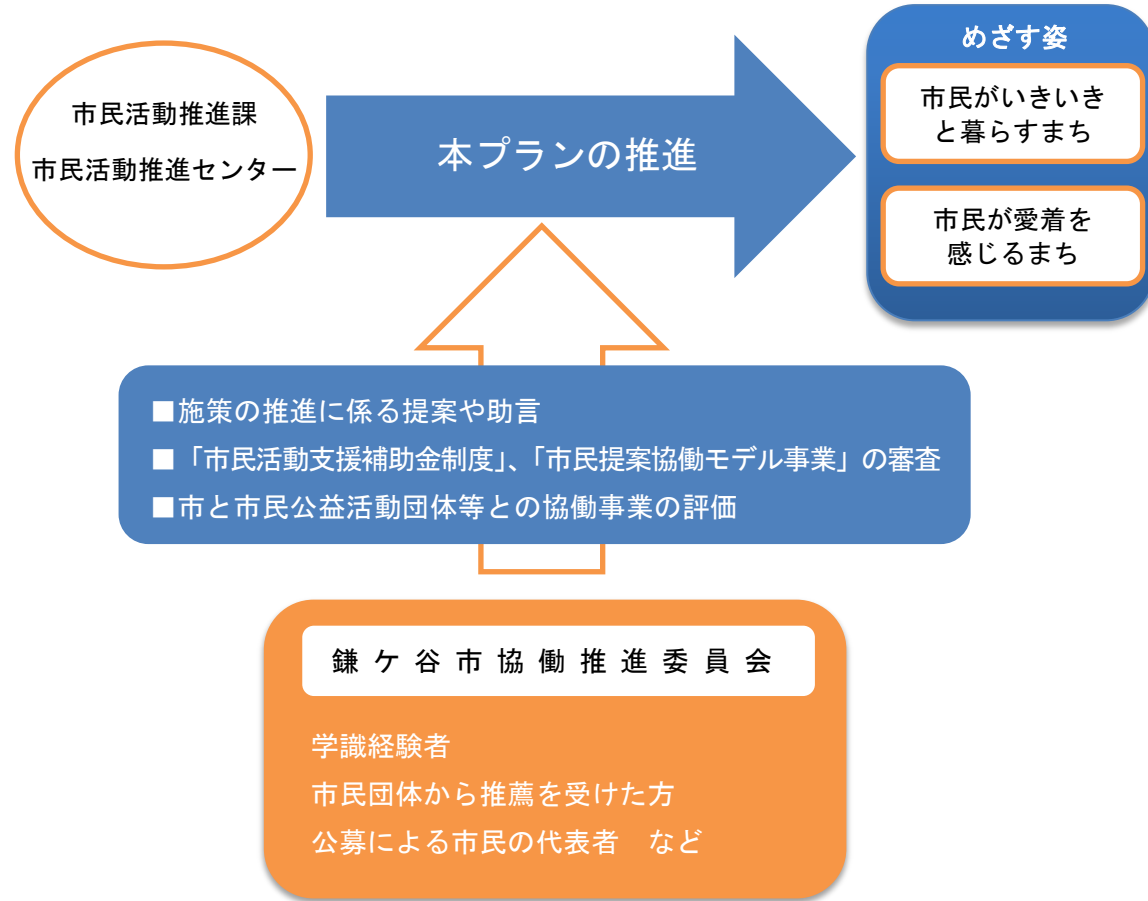 市民活動推進課
市民活動推進センター
本プランの推進
めざす姿
市民がいきいき
と暮らすまち
市民が愛着を
感じるまち
■施策の推進に係る提案や助言
■「市民活動支援補助金制度」、「市民提案協働モデル事業」の審査
■市と市民公益活動団体等との協働事業の評価
鎌ケ谷市協働推進委員会
学識経験者
市民団体から推薦を受けた方
公募による市民の代表者　など